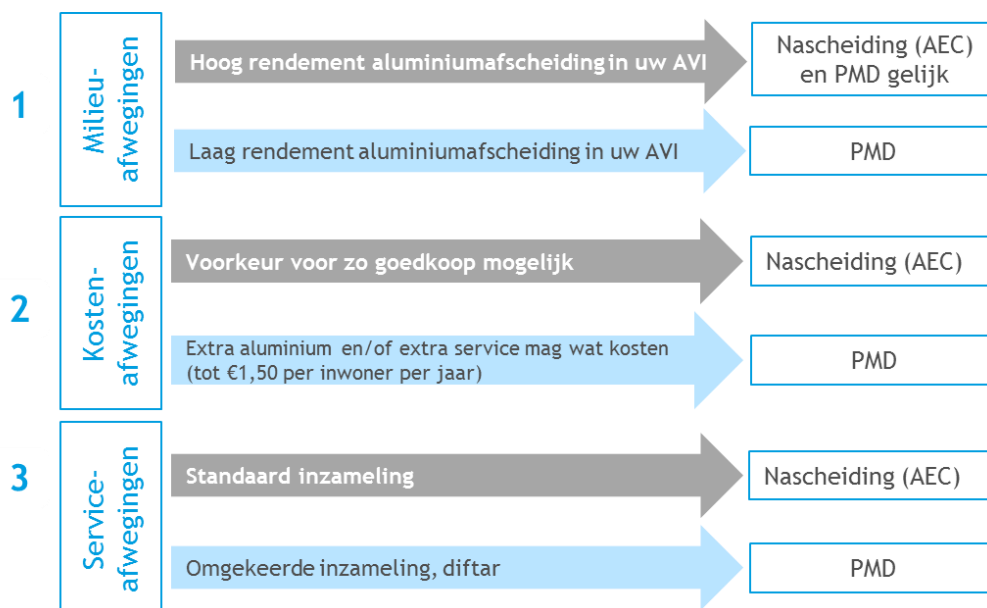 1
Milieu-
afwegingen
Hoog rendement aluminiumafscheiding in uw AVI
Nascheiding (AEC)
en PMD gelijk
Laag rendement aluminiumafscheiding in uw AVI
PMD
2
Kosten-
afwegingen
Voorkeur voor zo goedkoop mogelijk
Nascheiding (AEC)
Extra aluminium en/of extra service mag wat kosten
(tot €1,50 per inwoner per jaar)
PMD
3
Service-
afwegingen
Standaard inzameling
Nascheiding (AEC)
Omgekeerde inzameling, diftar
PMD